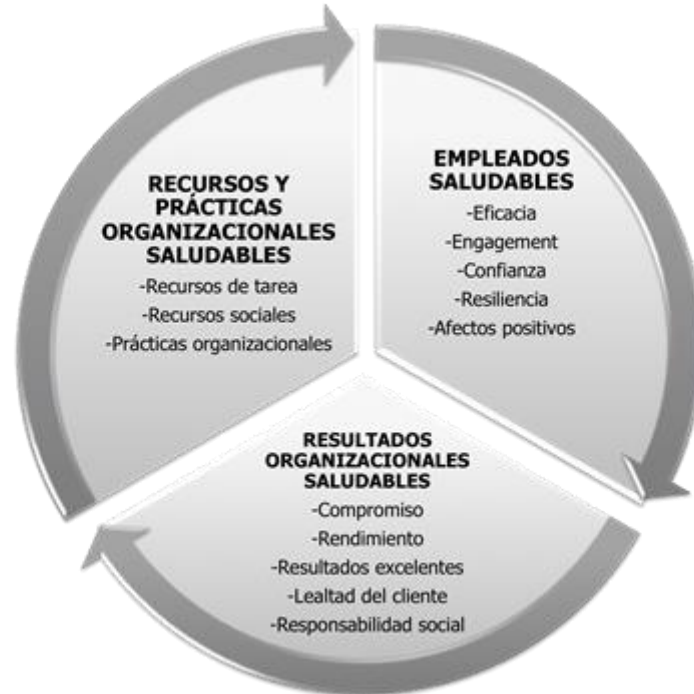 RECURSOS Y
PRÁCTICAS
ORGANIZACIONALES
SALUDABLES
-Recursos de tarea
-Recursos sociales
-Prácticas organizacionales
EMPLEADOS
SALUDABLES
-Eficacia
-Engagement
-Confianza
-Resiliencia
-Afectos positivos
RESULTADOS
ORGANIZACIONALES
SALUDABLES
-Compromiso
-Rendimiento
-Resultados excelentes
-Lealtad del cliente
-Responsabilidad social